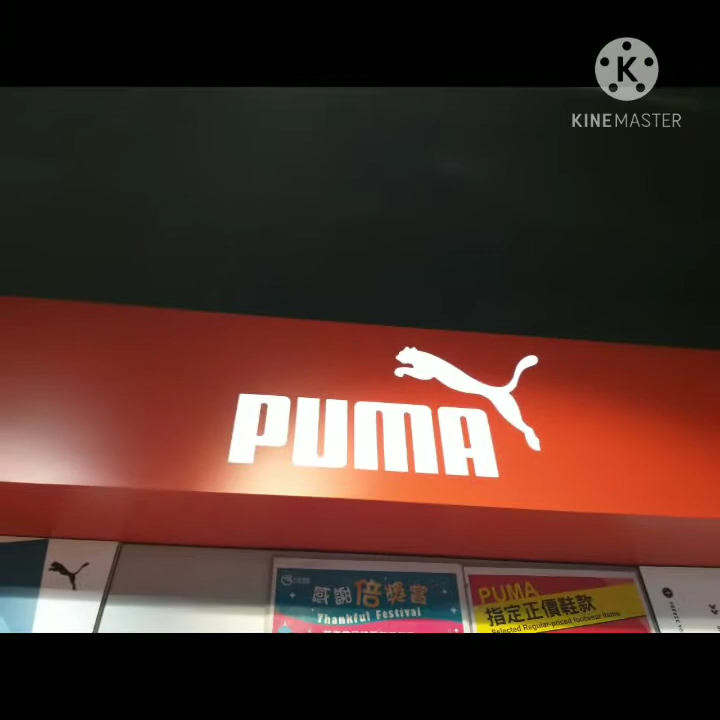 K
KINEMASTER
PUMA
感謝倍獎賞
Thankful Festival
PUMA
指定正價鞋款
Selected Regular-priced footwear items